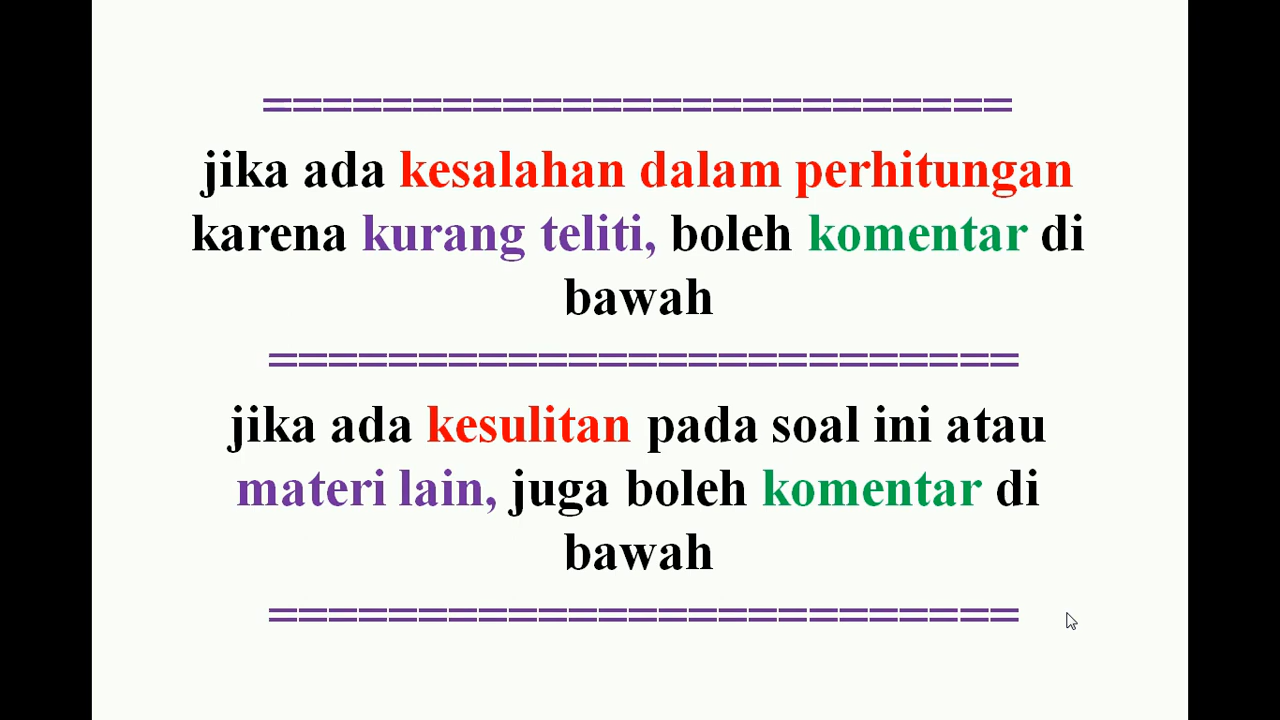 =========================
jika ada kesalahan dalam perhitungan
karena kurang teliti, boleh komentar di
bawah
=========================
jika ada kesulitan pada soal ini atau
materi lain, juga boleh komentar di
bawah
=========================